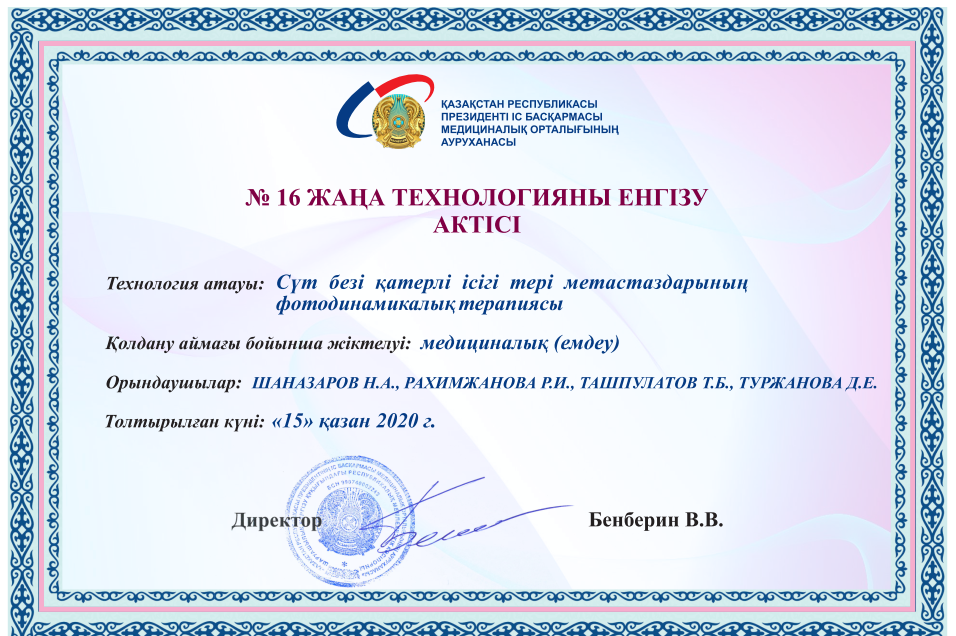 ҚАЗАҚСТАН РЕСПУБЛИКАСЫ
ПРЕЗИДЕНТІ ІС БАСҚАРМАСЫ
МЕДИЦИНАЛЫҚ ОРТАЛЫҒЫНЫҢ
АУРУХАНАСЫ
№ 16 ЖАҢА ТЕХНОЛОГИЯНЫ ЕНГІЗУ
АКТІСІ
Технология атауы: Сүт безі қатерлі ісігі тері метастаздарының
фотодинамикалық терапиясы
Қолдану аймағы бойынша жіктелуі: медициналық (емдеу)
Орындаушылар: ШАНАЗАРОВ Н.А., РАХИМЖАНОВА Р.И., ТАШПУЛАТОВ Т.Б., ТУРЖАНОВА Д.Е.
Толтырылған күні: «15» қазан 2020 г.
Директор Бенберин В.В.